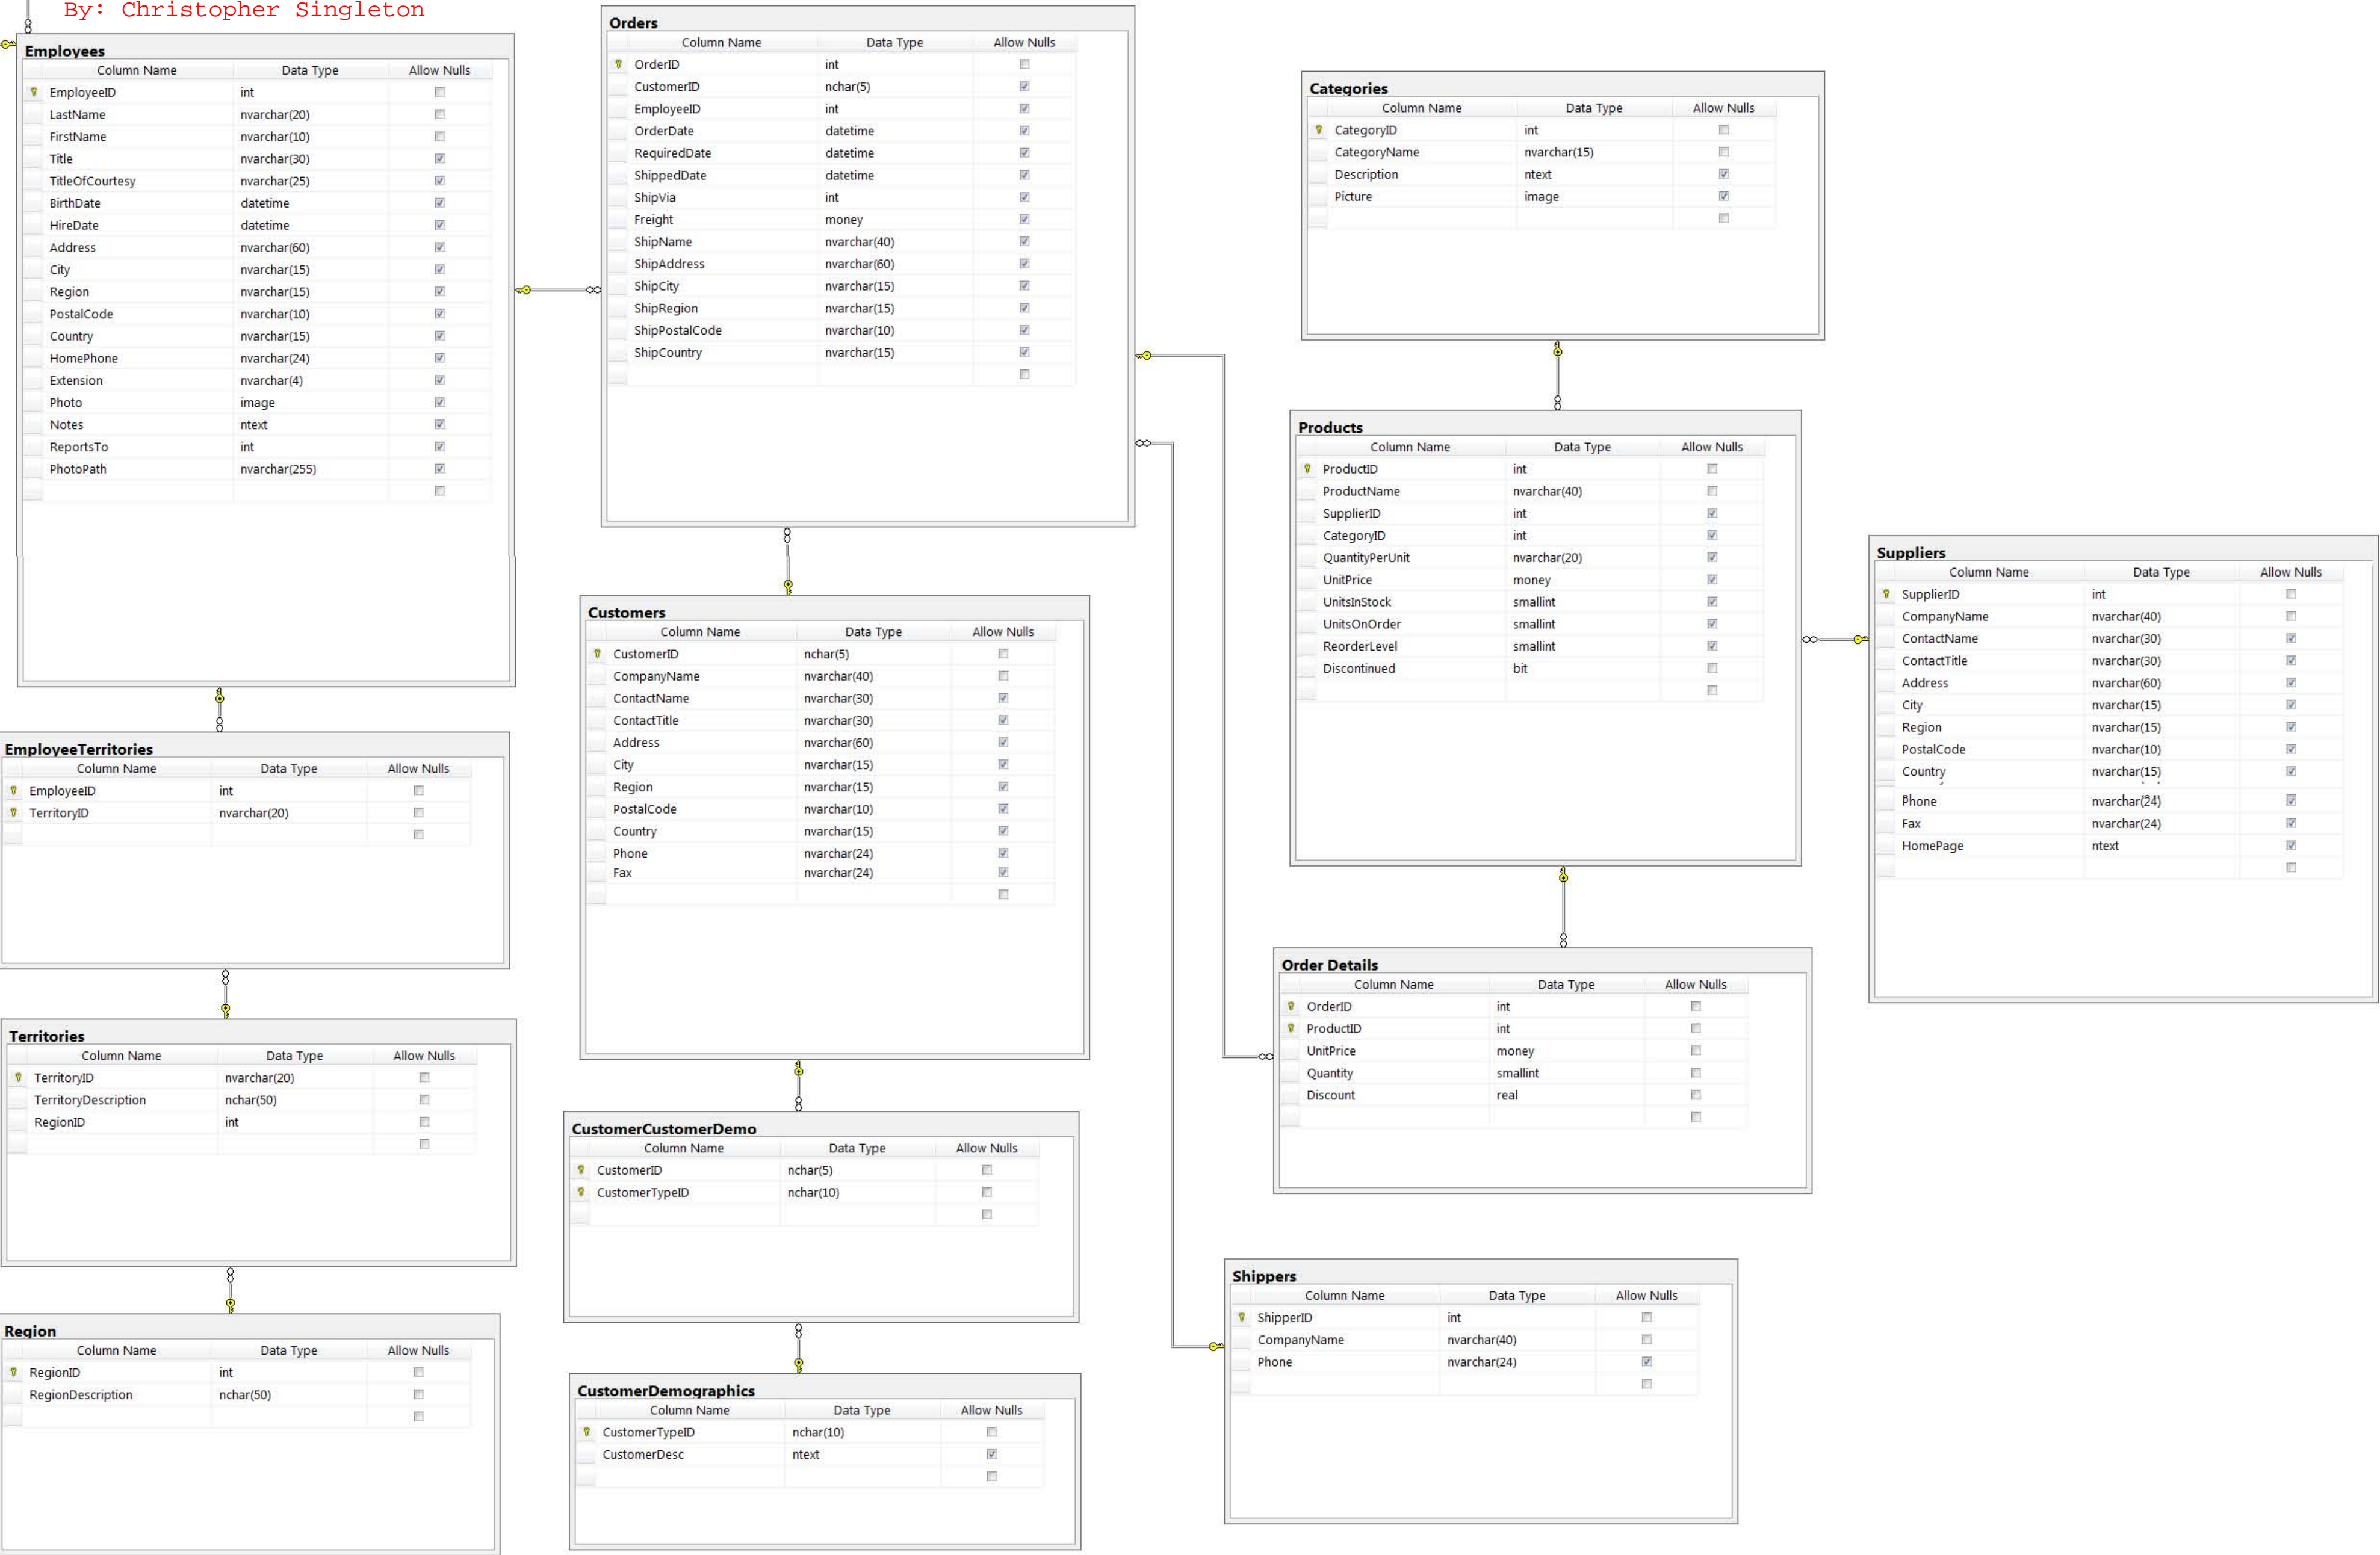 By: Christopher Singleton
Employees
Column Name Data Type Allow Nulls
EmployeeID int
LastName nvarchar(20)
FirstName nvarchar(10)
Title nvarchar(30)
TitleOfCourtesy nvarchar(25)
BirthDate datetime
HireDate datetime
Address nvarchar(60)
City nvarchar(15)
Region nvarchar(15)
PostalCode nvarchar(10)
Country nvarchar(15)
HomePhone nvarchar(24)
Extension nvarchar(4)
Photo image
Notes ntext
ReportsTo int
PhotoPath nvarchar(255)
EmployeeTerritories
Column Name Data Type Allow Nulls
EmployeeID int
TerritoryID nvarchar(20)
Territories
Column Name Data Type Allow Nulls
TerritoryID nvarchar(20)
TerritoryDescription nchar(50)
RegionID int
Region
Column Name Data Type Allow Nulls
RegionID int
RegionDescription nchar(50)
Orders
Column Name Data Type Allow Nulls
OrderID int
CustomerID nchar(5)
EmployeeID int
OrderDate datetime
RequiredDate datetime
ShippedDate datetime
ShipVia int
Freight money
ShipName nvarchar(40)
ShipAddress nvarchar(60)
ShipCity nvarchar(15)
ShipRegion nvarchar(15)
ShipPostalCode nvarchar(10)
ShipCountry nvarchar(15)
Customers
Column Name Data Type Allow Nulls
CustomerID nchar(5)
CompanyName nvarchar(40)
ContactName nvarchar(30)
ContactTitle nvarchar(30)
Address nvarchar(60)
City nvarchar(15)
Region nvarchar(15)
PostalCode nvarchar(10)
Country nvarchar(15)
Phone nvarchar(24)
Fax nvarchar(24)
CustomerCustomerDemo
Column Name Data Type Allow Nulls
CustomerID nchar(5)
CustomerTypeID nchar(10)
CustomerDemographics
Column Name Data Type Allow Nulls
CustomerTypeID nchar(10)
CustomerDesc ntext
Categories
Column Name Data Type Allow Nulls
CategoryID int
CategoryName nvarchar(15)
Description ntext
Picture image
Products
Column Name Data Type Allow Nulls
ProductID int
ProductName nvarchar(40)
SupplierID int
CategoryID int
QuantityPerUnit nvarchar(20)
UnitPrice money
UnitsInStock smallint
UnitsOnOrder smallint
ReorderLevel smallint
Discontinued bit
Order Details
Column Name Data Type Allow Nulls
OrderID int
ProductID int
UnitPrice money
Quantity smallint
Discount real
Shippers
Column Name Data Type Allow Nulls
ShipperID int
CompanyName nvarchar(40)
Phone nvarchar(24)
Suppliers
Column Name Data Type Allow Nulls
SupplierID int
CompanyName nvarchar(40)
ContactName nvarchar(30)
ContactTitle nvarchar(30)
Address nvarchar(60)
City nvarchar(15)
Region nvarchar(15)
PostalCode nvarchar(10)
Country nvarchar(15)
Phone nvarchar(24)
Fax nvarchar(24)
HomePage ntext